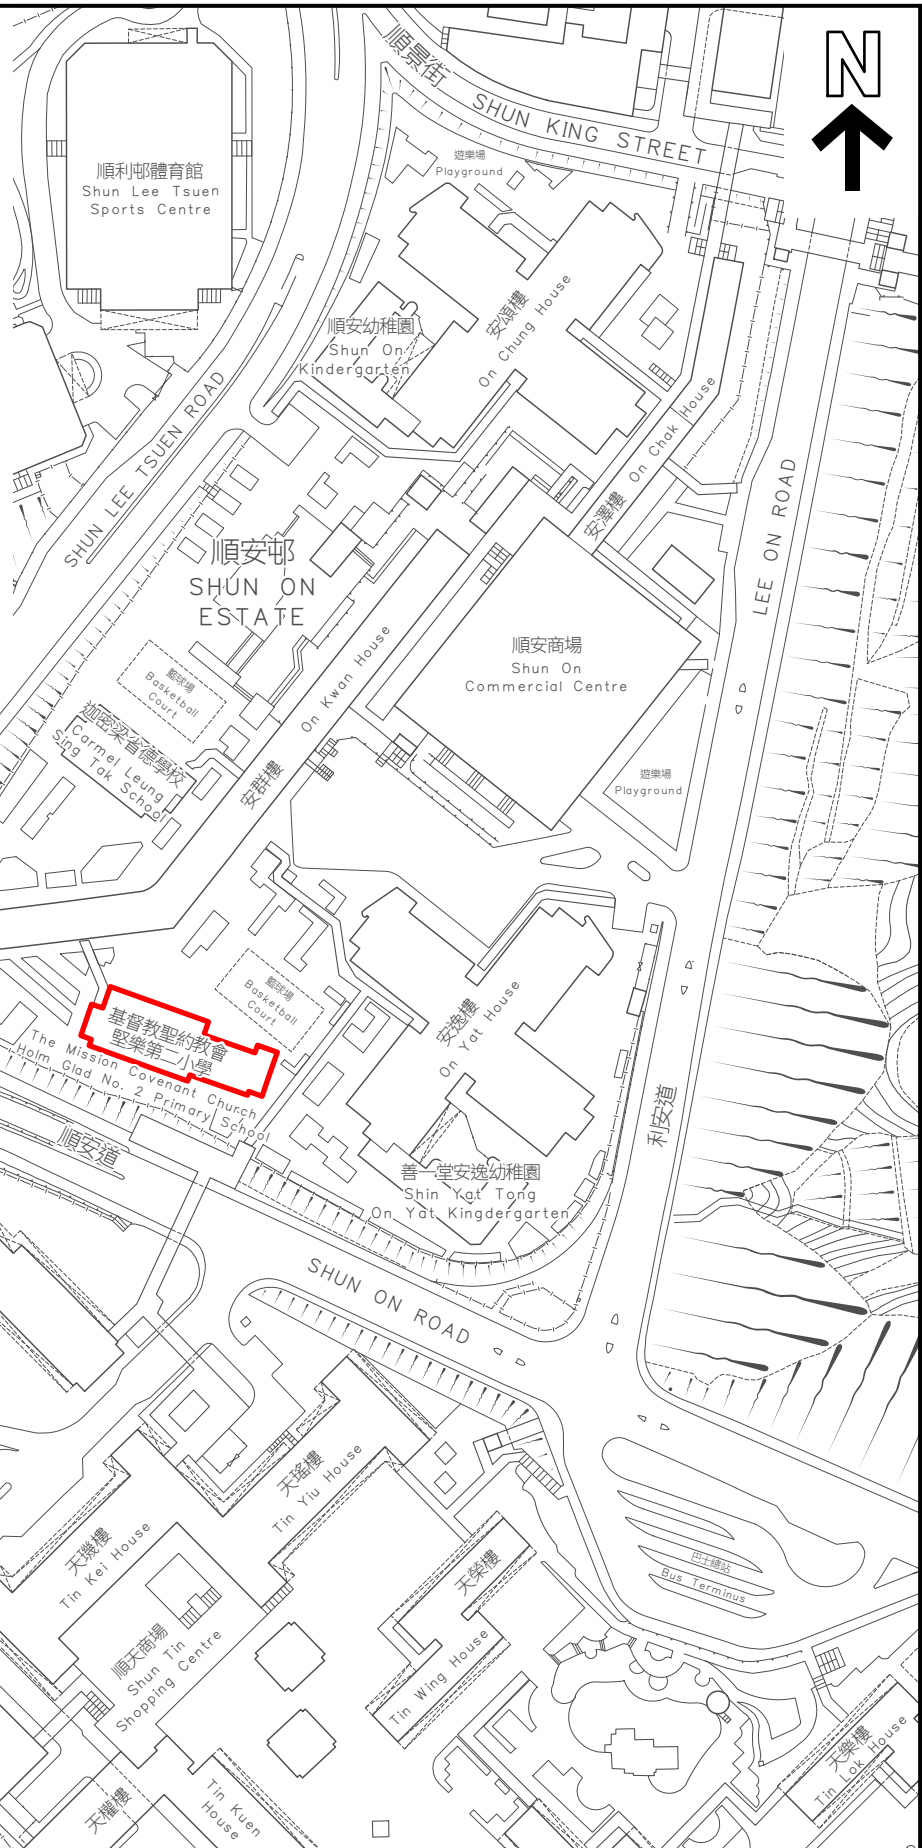 N
順景街
SHUN KING STREET
遊樂場
Playground
順利邨體育館
Shun Lee Tsuen
Sports Centre
順安幼稚園
Shun On
Kindergarten
安頌樓
On Chung House
安澤樓 On Chak House
SHUN LEE TSUEN ROAD
LEE ON ROAD
順安邨
SHUN ON
ESTATE
籃球場
Basketball
Court
安群樓
On Kwan House
順安商場
Shun On
Commercial Centre
迦密梁省德學校
Carmel Leung
Sing Tak School
遊樂場
Playground
籃球場
Basketball
Court
安逸樓
On Yat House
基督教聖約教會
堅樂第二小學
The Mission Covenant Church
Holm Glad No. 2 Primary School
順安道
利安道
善一堂安逸幼稚園
Shin Yat Tong
On Yat Kingdergarten
SHUN ON ROAD
天瑤樓
Tin Yiu House
天璣樓
Tin Kei House
天榮樓
Tin Wing House
巴士總站
Bus Terminus
順天商場
Shun Tin
Shopping Centre
天樂樓
Tin Lok House
天權樓
Tin Kuen
House